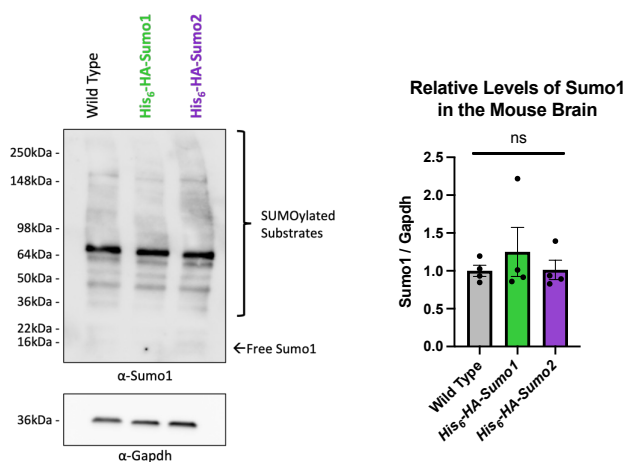 Wild Type
His₆-HA-Sumo1
His₆-HA-Sumo2
250kDa -
148kDa -
98kDa -
64kDa -
50kDa -
36kDa -
22kDa -
16kDa -
SUMOylated
Substrates
←Free Sumo1
α-Sumo1
36kDa -
α-Gapdh
Relative Levels of Sumo1
in the Mouse Brain
ns
Sumo1 / Gapdh
2.5
2.0
1.5
1.0
0.5
0.0
Wild Type
His₆-HA-Sumo1
His₆-HA-Sumo2